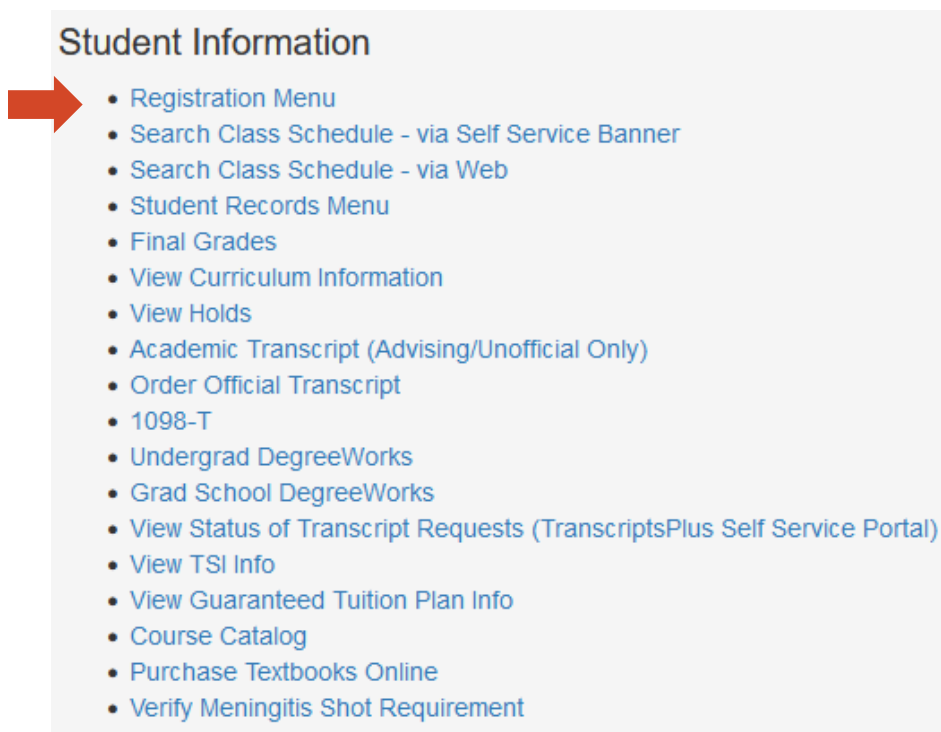 Student Information
Registration Menu
Search Class Schedule - via Self Service Banner
Search Class Schedule - via Web
Student Records Menu
Final Grades
View Curriculum Information
View Holds
Academic Transcript (Advising/Unofficial Only)
Order Official Transcript
1098-T
Undergrad DegreeWorks
Grad School DegreeWorks
View Status of Transcript Requests (TranscriptsPlus Self Service Portal)
View TSI Info
View Guaranteed Tuition Plan Info
Course Catalog
Purchase Textbooks Online
Verify Meningitis Shot Requirement